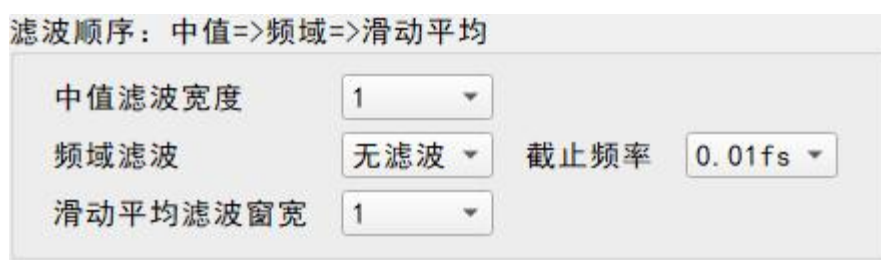 滤波顺序：中值=>频域=>滑动平均
中值滤波宽度 1
频域滤波 无滤波 截止频率 0.01fs
滑动平均滤波窗宽 1